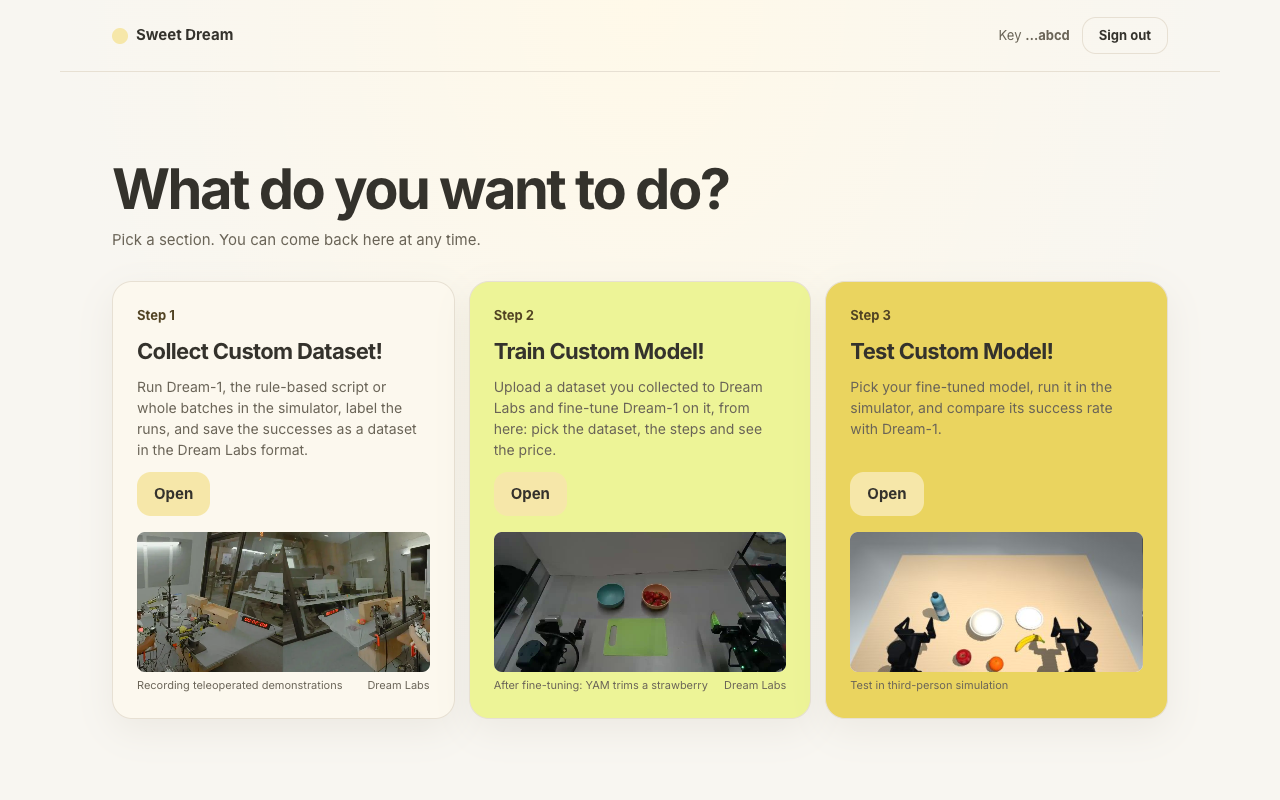 Sweet Dream
Key ...abcd
Sign out
What do you want to do?
Pick a section. You can come back here at any time.
Step 1
Collect Custom Dataset!
Run Dream-1, the rule-based script or
whole batches in the simulator, label the
runs, and save the successes as a dataset
in the Dream Labs format.
Open
Recording teleoperated demonstrations
Dream Labs
Step 2
Train Custom Model!
Upload a dataset you collected to Dream
Labs and fine-tune Dream-1 on it, from
here: pick the dataset, the steps and see
the price.
Open
After fine-tuning: YAM trims a strawberry
Dream Labs
Step 3
Test Custom Model!
Pick your fine-tuned model, run it in the
simulator, and compare its success rate
with Dream-1.
Open
Test in third-person simulation